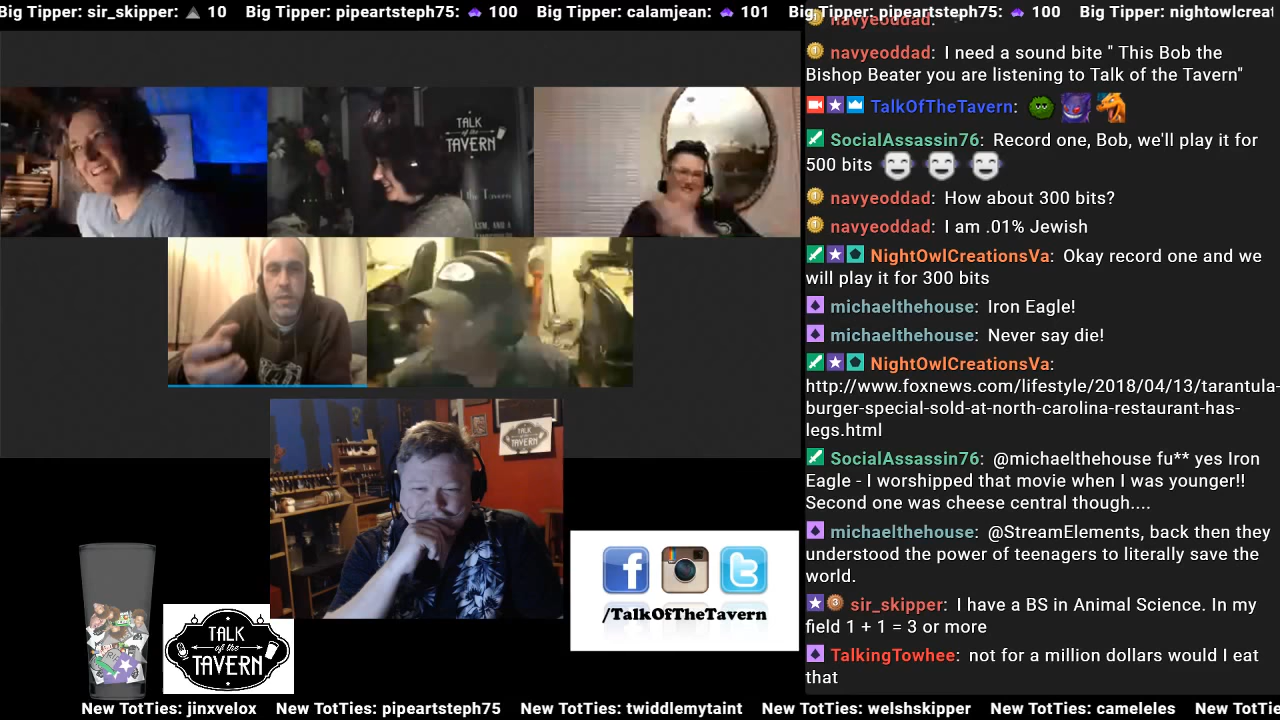 Big Tipper: sir_skipper: 10 Big Tipper: pipeartsteph75: 100 Big Tipper: calamjean: 101 Big Tipper: pipeartsteph75: 100 Big Tipper: nightowlcreat
navyeoddad:
navyeoddad: I need a sound bite " This Bob the
Bishop Beater you are listening to Talk of the Tavern"
TalkOfTheTavern:
SocialAssassin76: Record one, Bob, we'll play it for
500 bits
navyeoddad: How about 300 bits?
navyeoddad: I am .01% Jewish
NightOwlCreationsVa: Okay record one and we
will play it for 300 bits
michaelthehouse: Iron Eagle!
michaelthehouse: Never say die!
NightOwlCreationsVa:
http://www.foxnews.com/lifestyle/2018/04/13/tarantula-
burger-special-sold-at-north-carolina-restaurant-has-
legs.html
SocialAssassin76: @michaelthehouse fu** yes Iron
Eagle - I worshipped that movie when I was younger!!
Second one was cheese central though....
michaelthehouse: @StreamElements, back then they
understood the power of teenagers to literally save the
world.
sir_skipper: I have a BS in Animal Science. In my
field 1 + 1 = 3 or more
TalkingTowhee: not for a million dollars would I eat
that
TALK
of the
TAVERN
TALK
of the
TAVERN
/TalkOfTheTavern
TALK
of the
TAVERN
New TotTies: jinxvelox New TotTies: pipeartsteph75 New TotTies: twiddlemytaint New TotTies: welshskipper New TotTies: cameleles New TotTie